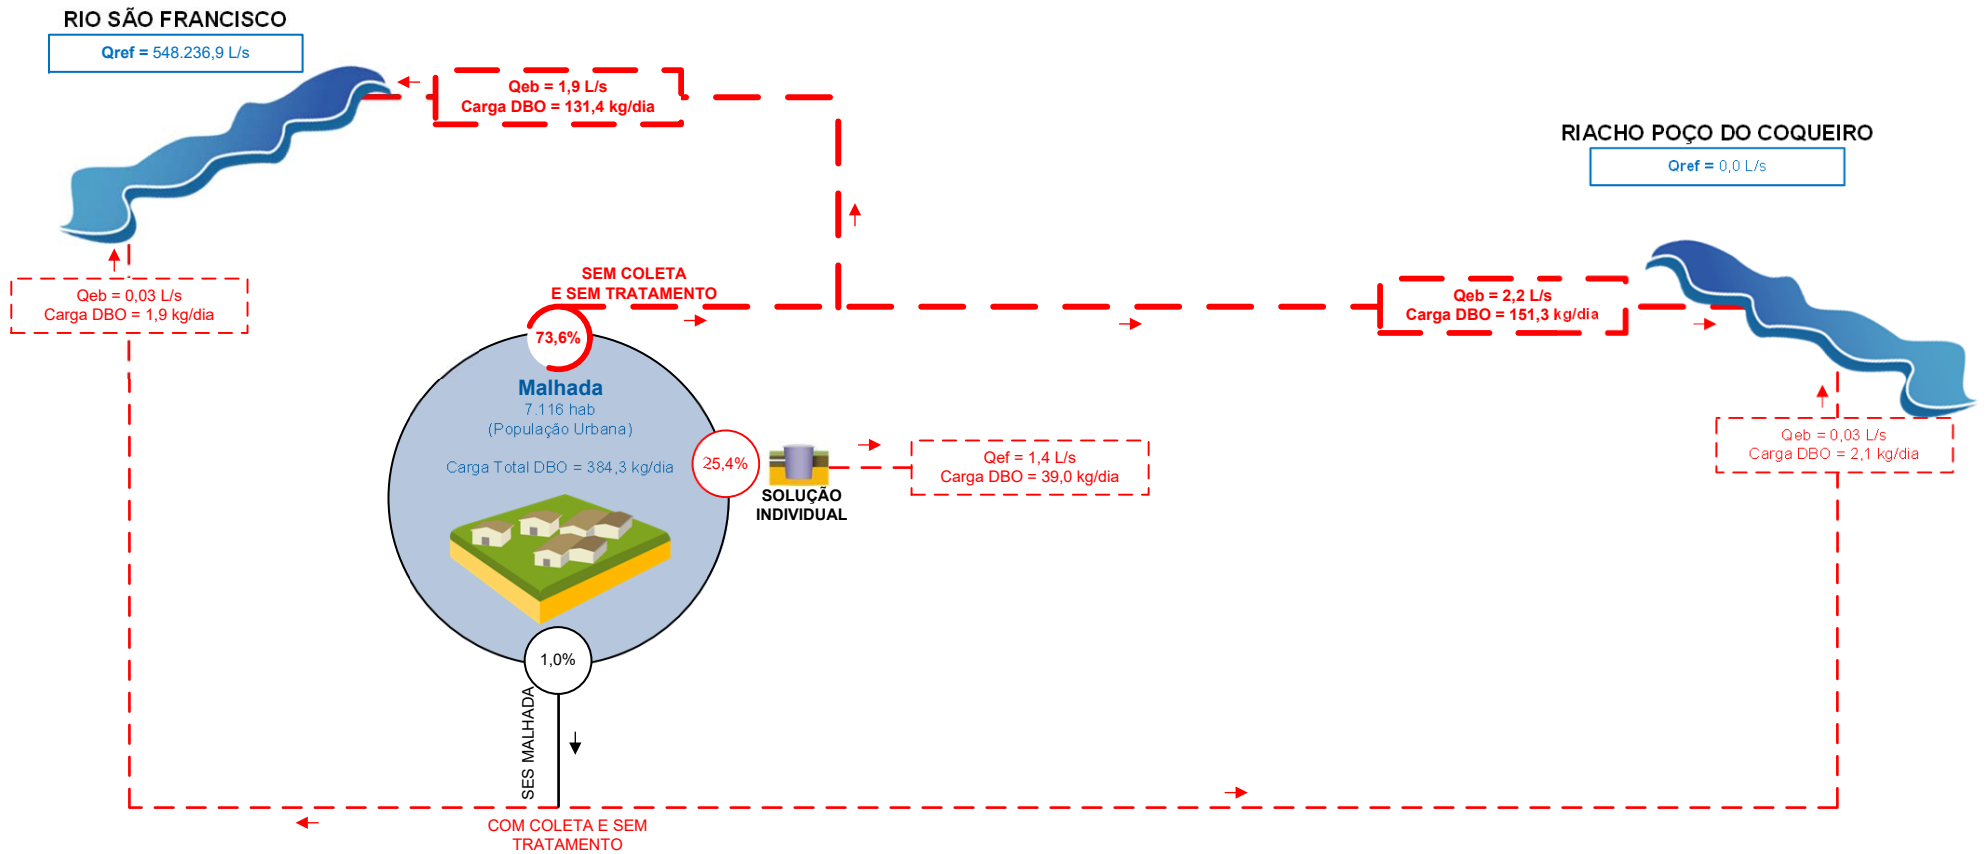 RIO SÃO FRANCISCO
Qref = 548.236,9 L/s
Qeb = 1,9 L/s
Carga DBO = 131,4 kg/dia
RIACHO POÇO DO COQUEIRO
Qref = 0,0 L/s
Qeb = 0,03 L/s
Carga DBO = 1,9 kg/dia
SEM COLETA
E SEM TRATAMENTO
Qeb = 2,2 L/s
Carga DBO = 151,3 kg/dia
73,6%
Malhada
7.116 hab
(População Urbana)
Carga Total DBO = 384,3 kg/dia
25,4%
SOLUÇÃO
INDIVIDUAL
Qef = 1,4 L/s
Carga DBO = 39,0 kg/dia
Qeb = 0,03 L/s
Carga DBO = 2,1 kg/dia
1,0%
SES MALHADA
COM COLETA E SEM
TRATAMENTO